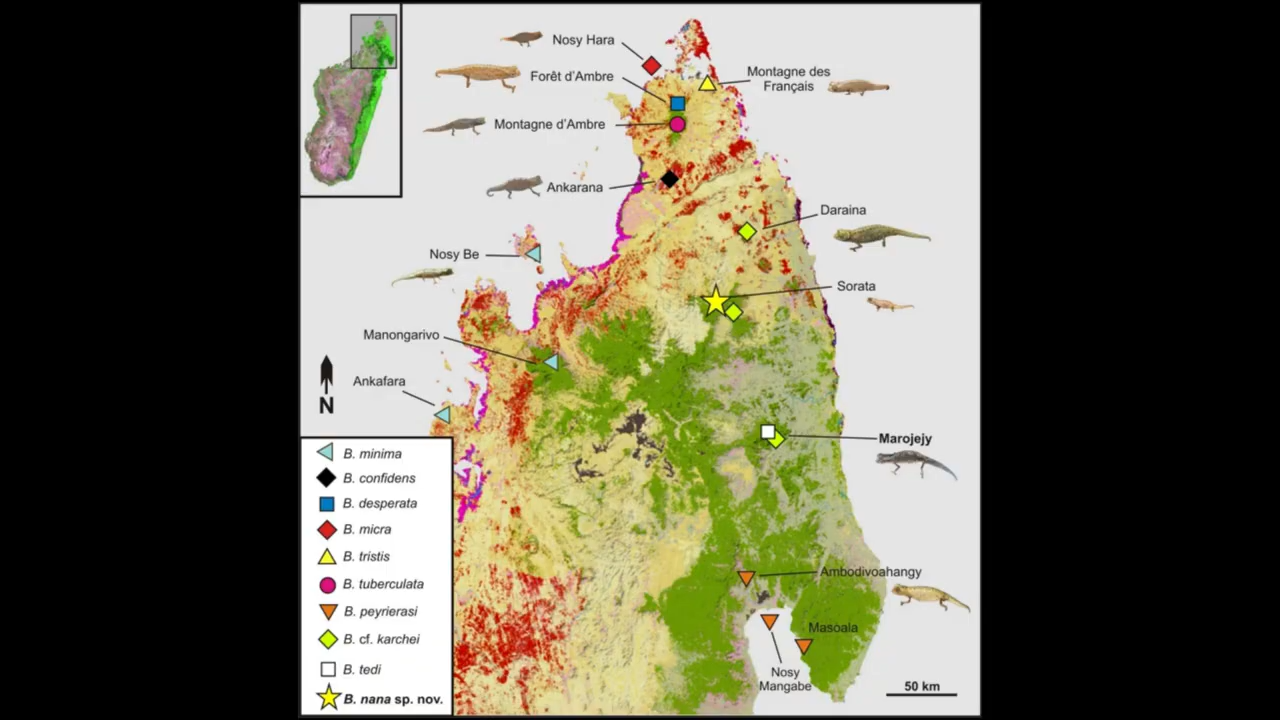 Nosy Hara
Forêt d'Ambre
Montagne des
Français
Montagne d'Ambre
Ankarana
Daraina
Nosy Be
Sorata
Manongarivo
Ankafara
N
Marojejy
Ambodivoahangy
Masoala
Nosy
Mangabe
50 km
B. minima
B. confidens
B. desperata
B. micra
B. tristis
B. tuberculata
B. peyrierasi
B. cf. karchei
B. tedi
B. nana sp. nov.